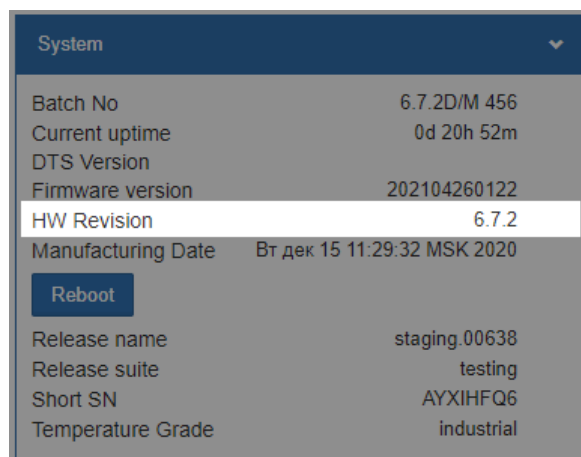 System
Batch No 6.7.2D/M 456
Current uptime 0d 20h 52m
DTS Version
Firmware version 202104260122
HW Revision 6.7.2
Manufacturing Date Вт дек 15 11:29:32 MSK 2020
Reboot
Release name staging.00638
Release suite testing
Short SN AYXIHFQ6
Temperature Grade industrial